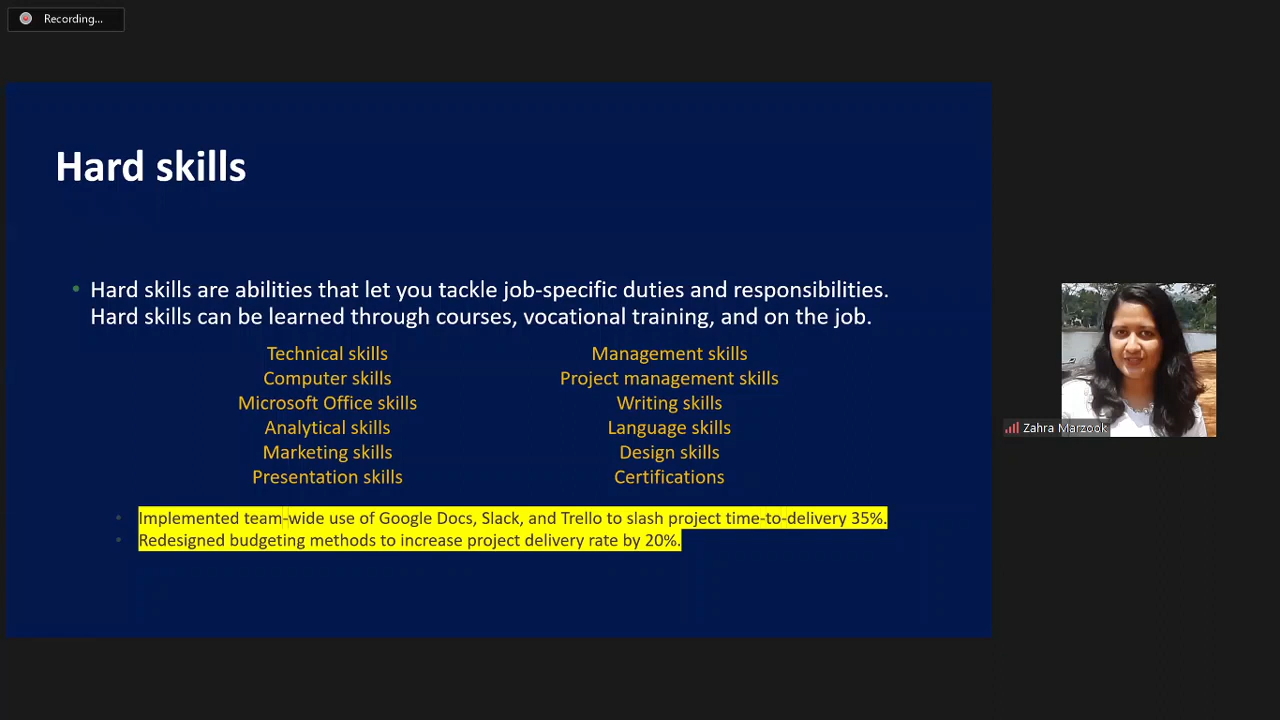 Recording...
Hard skills
• Hard skills are abilities that let you tackle job-specific duties and responsibilities.
Hard skills can be learned through courses, vocational training, and on the job.
Technical skills
Computer skills
Microsoft Office skills
Analytical skills
Marketing skills
Presentation skills
Management skills
Project management skills
Writing skills
Language skills
Design skills
Certifications
• Implemented team-wide use of Google Docs, Slack, and Trello to slash project time-to-delivery 35%.
• Redesigned budgeting methods to increase project delivery rate by 20%.
Zahra Marzook